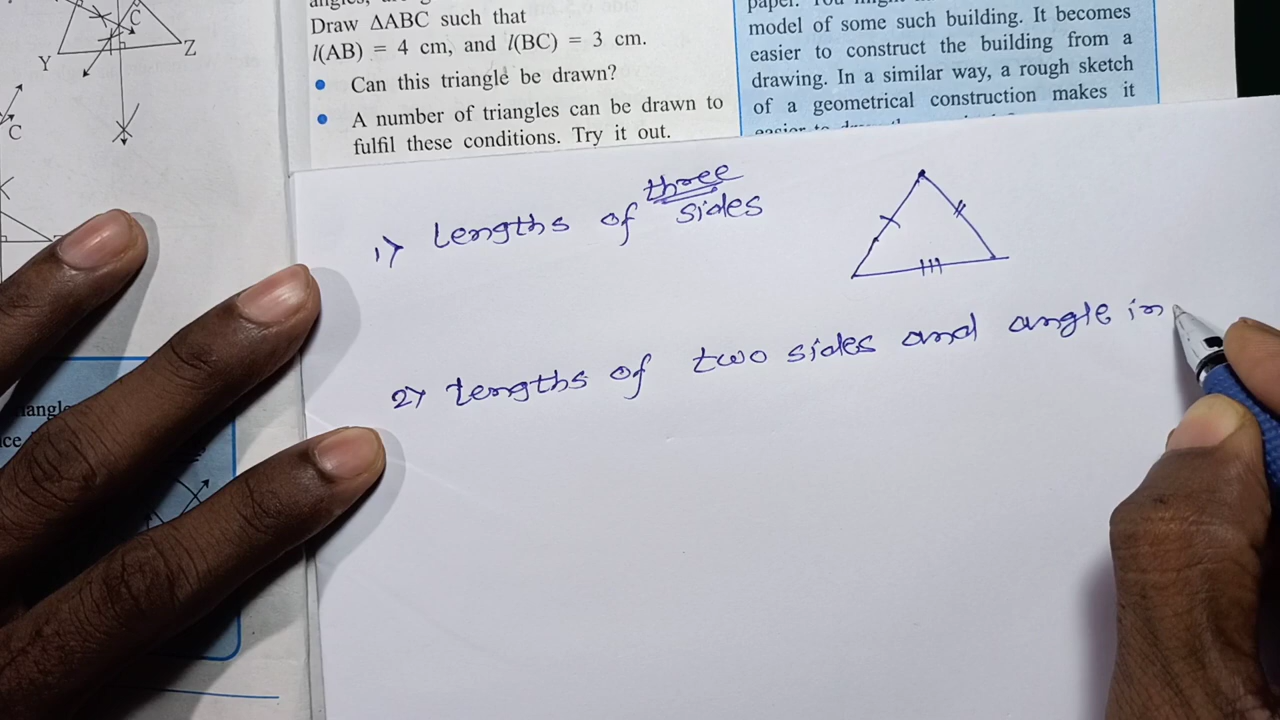 C
Y
Z
C
Draw ΔABC such that
l(AB) = 4 cm, and l(BC) = 3 cm.
• Can this triangle be drawn?
• A number of triangles can be drawn to
fulfil these conditions. Try it out.
model of some such building. It becomes
easier to construct the building from a
drawing. In a similar way, a rough sketch
of a geometrical construction makes it
1) Lengths of three sides
2) Lengths of two sides and angle in